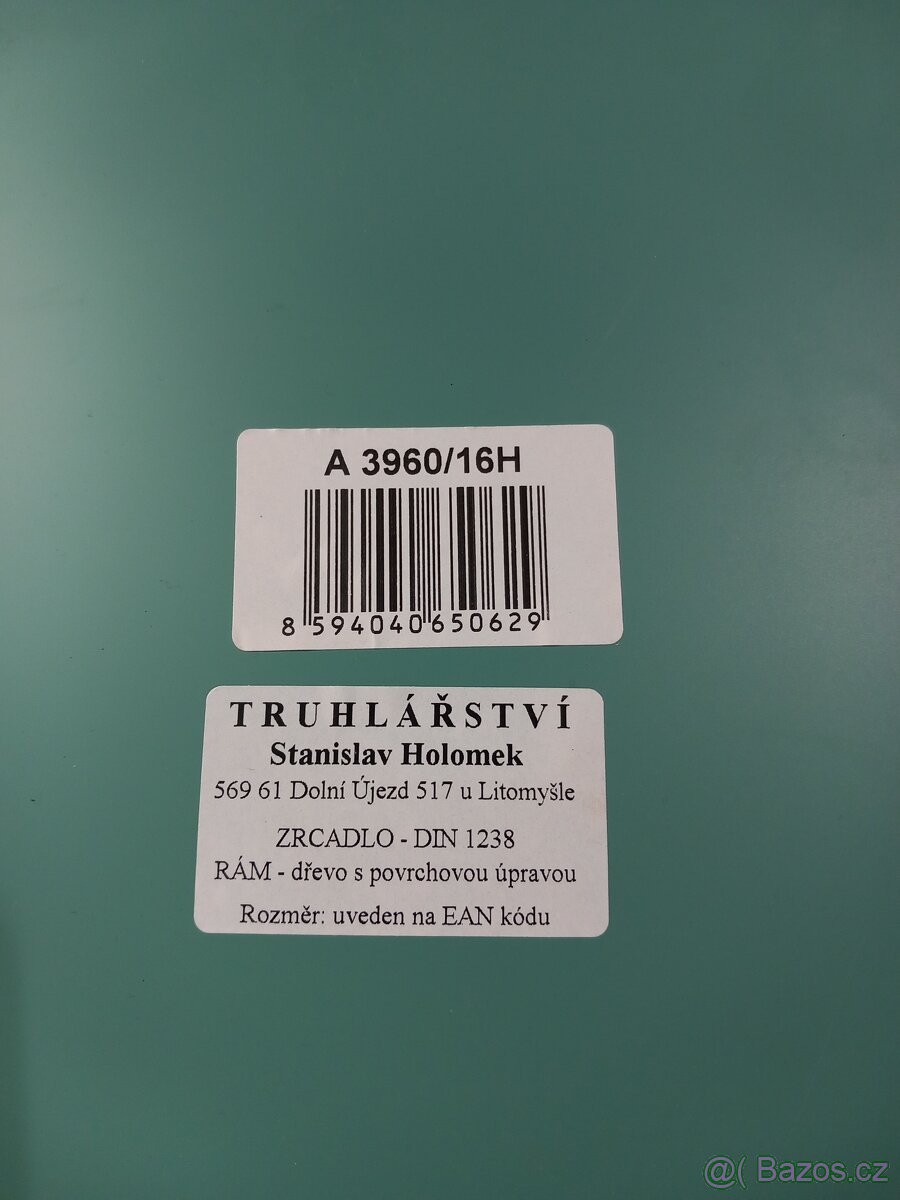 A 3960/16H
8 594040 650629
TRUHLÁŘSTVÍ
Stanislav Holomek
569 61 Dolní Újezd 517 u Litomyšle
ZRCADLO - DIN 1238
RÁM - dřevo s povrchovou úpravou
Rozměr: uveden na EAN kódu
@( Bazos.cz